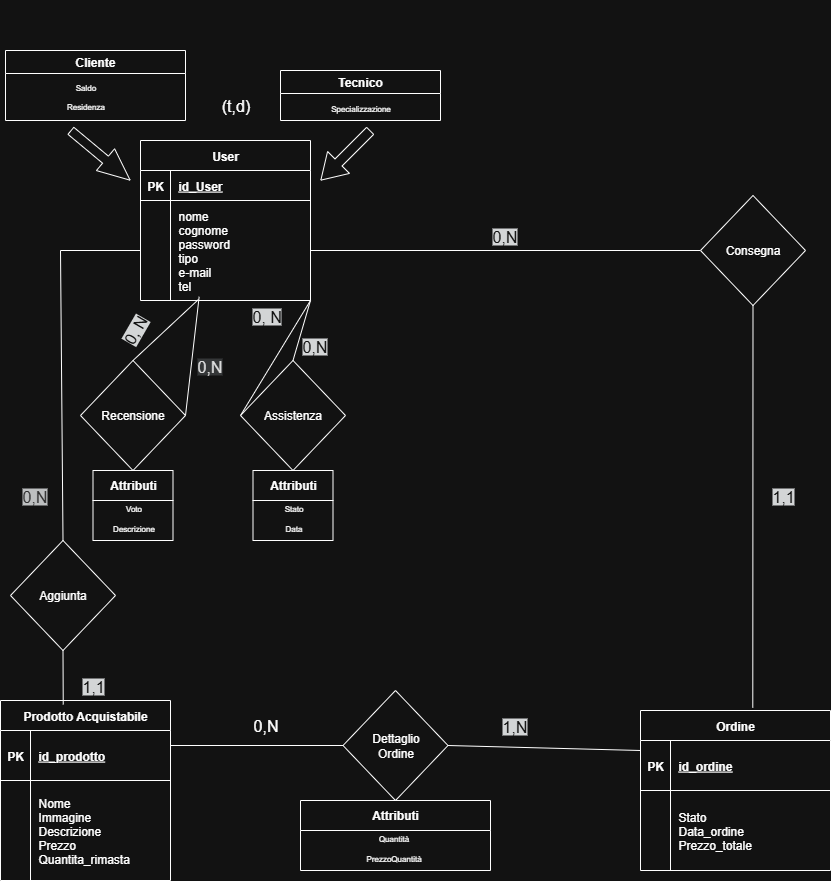 Cliente
Saldo
Residenza
(t,d)
Tecnico
Specializzazione
User
PK id_User
nome
cognome
password
tipo
e-mail
tel
0,N
Consegna
0, N
0,N
0, N
0,N
Recensione
Assistenza
Attributi
Voto
Descrizione
Attributi
Stato
Data
0,N
1,1
Aggiunta
1,1
Prodotto Acquistabile
PK id_prodotto
Nome
Immagine
Descrizione
Prezzo
Quantita_rimasta
0,N
Dettaglio
Ordine
1,N
Attributi
Quantità
PrezzoQuantità
Ordine
PK id_ordine
Stato
Data_ordine
Prezzo_totale